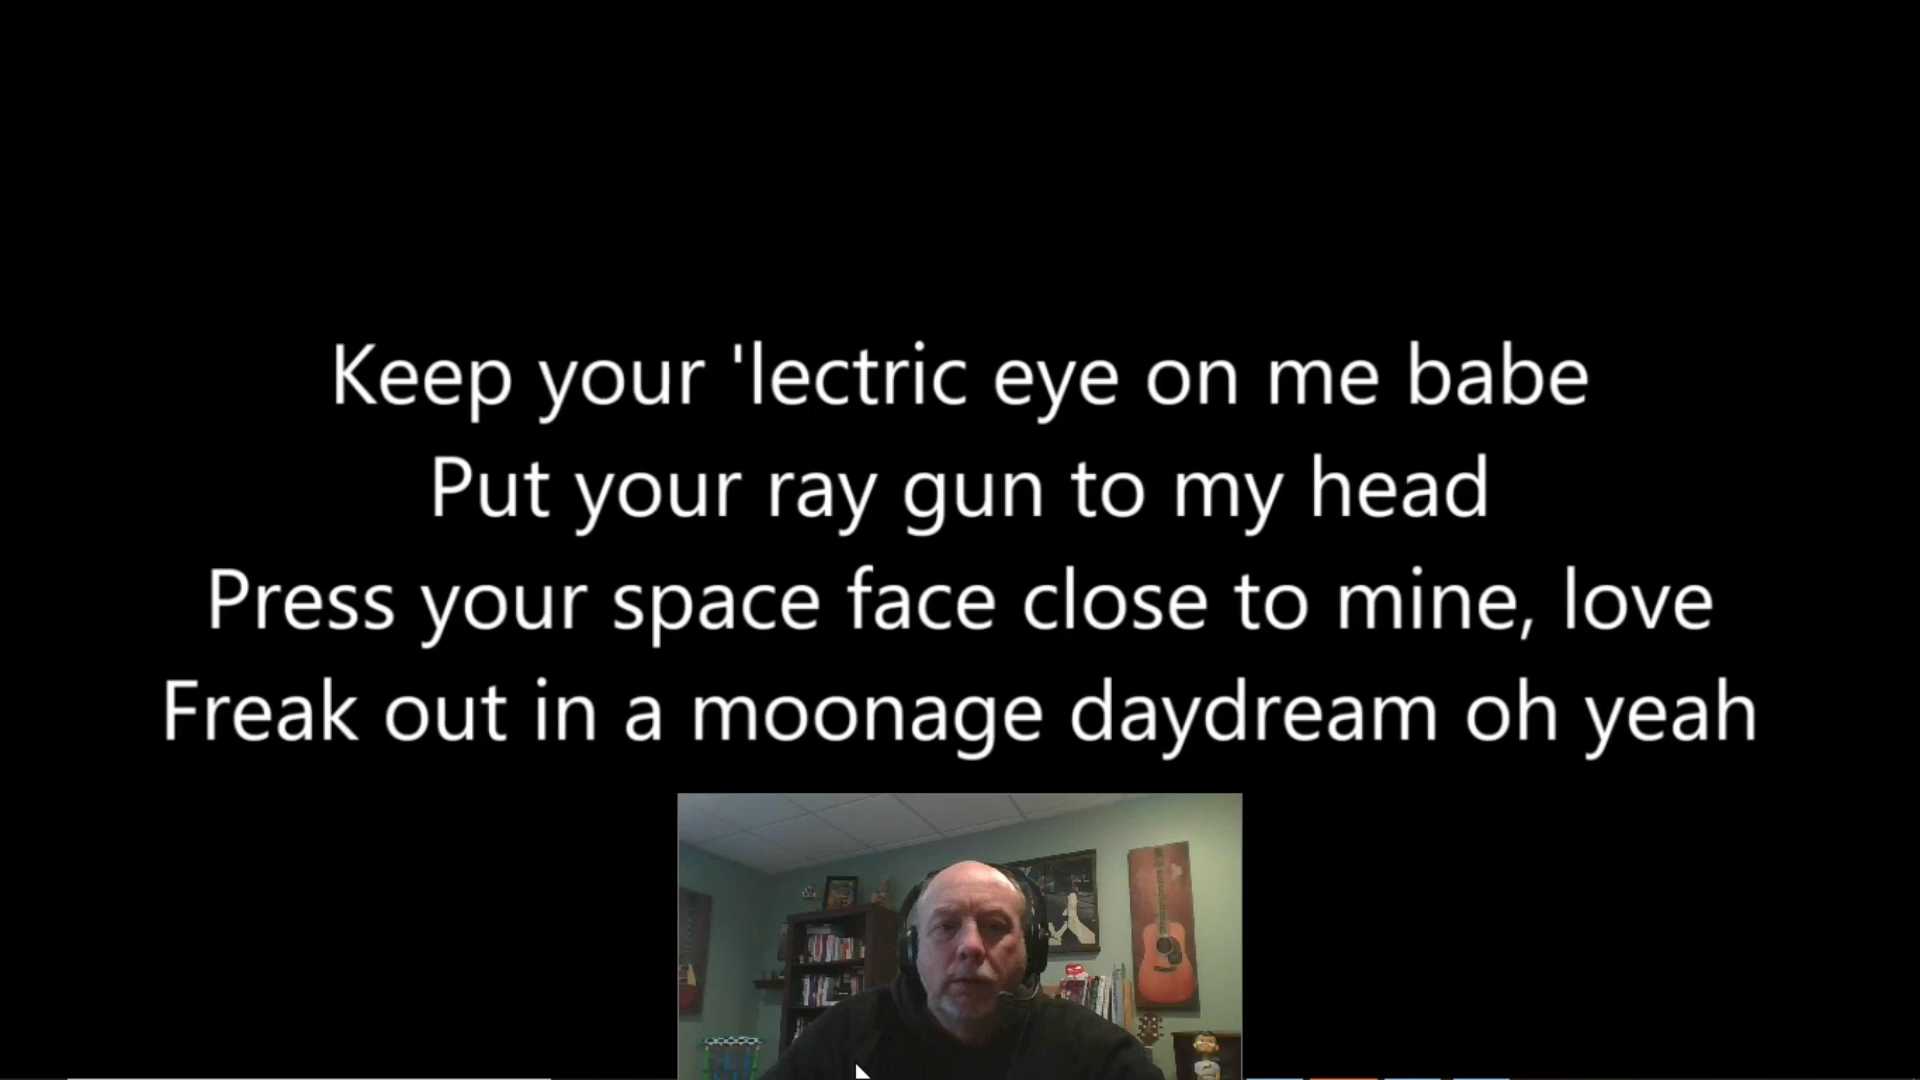 Keep your 'lectric eye on me babe
Put your ray gun to my head
Press your space face close to mine, love
Freak out in a moonage daydream oh yeah